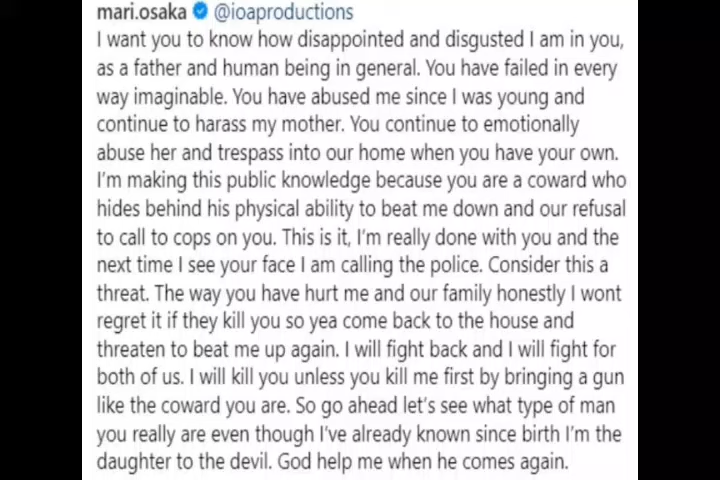 mari.osaka @ioaproductions
I want you to know how disappointed and disgusted I am in you,
as a father and human being in general. You have failed in every
way imaginable. You have abused me since I was young and
continue to harass my mother. You continue to emotionally
abuse her and trespass into our home when you have your own.
I'm making this public knowledge because you are a coward who
hides behind his physical ability to beat me down and our refusal
to call to cops on you. This is it, I'm really done with you and the
next time I see your face I am calling the police. Consider this a
threat. The way you have hurt me and our family honestly I wont
regret it if they kill you so yea come back to the house and
threaten to beat me up again. I will fight back and I will fight for
both of us. I will kill you unless you kill me first by bringing a gun
like the coward you are. So go ahead let's see what type of man
you really are even though I've already known since birth I'm the
daughter to the devil. God help me when he comes again.